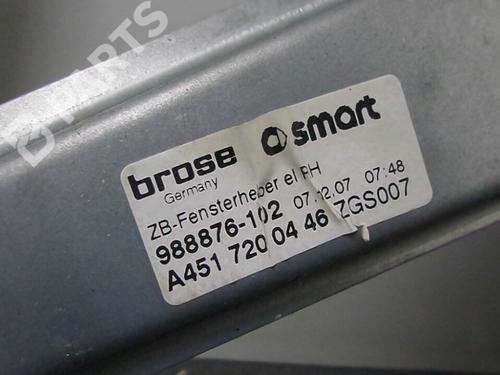 B PARTS
brose smart
Germany
ZB-Fensterheber el PH
988876-102 07.12.07 07:48
A451 720 04 46 ZGS007